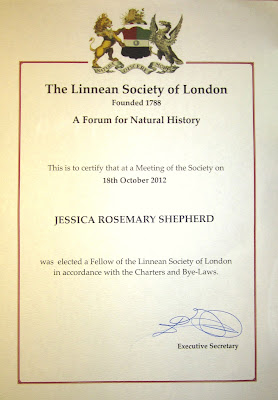 The Linnean Society of London
Founded 1788
A Forum for Natural History
This is to certify that at a Meeting of the Society on
18th October 2012
JESSICA ROSEMARY SHEPHERD
was elected a Fellow of the Linnean Society of London
in accordance with the Charters and Bye-Laws.
Executive Secretary